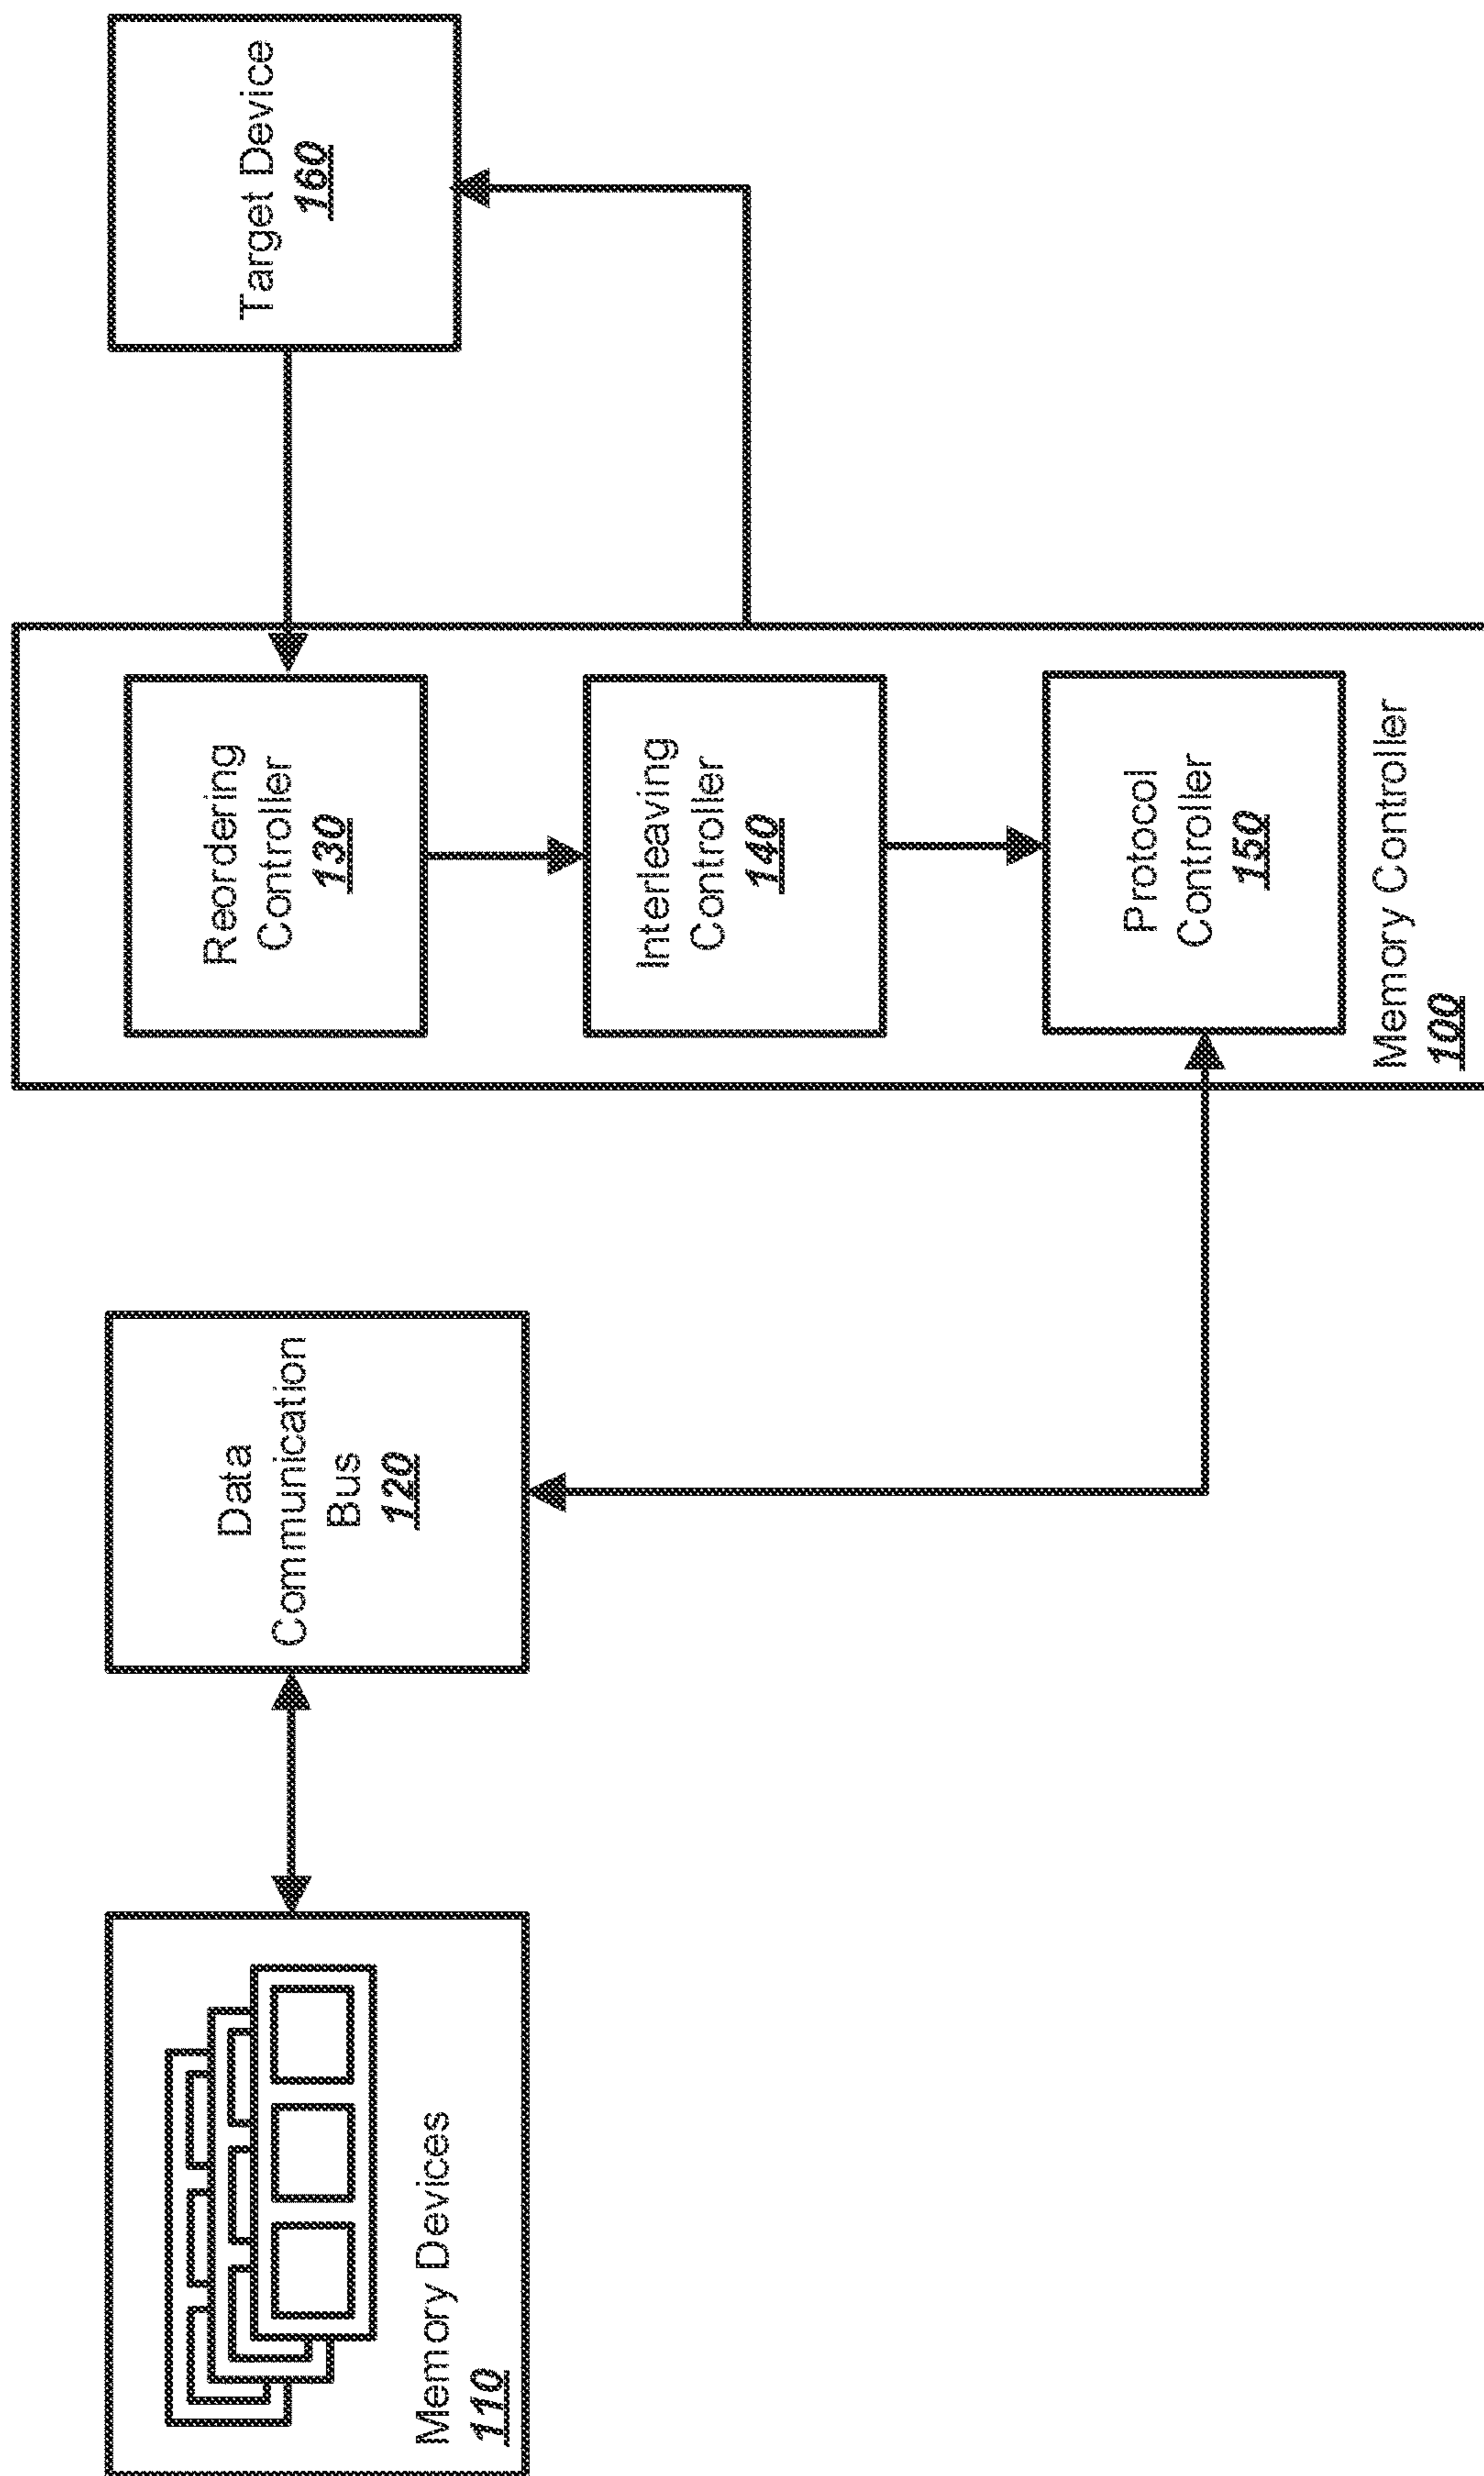 Memory Devices
110
Data
Communication
Bus
120
Reordering
Controller
130
Interleaving
Controller
140
Protocol
Controller
150
Memory Controller
100
Target Device
160